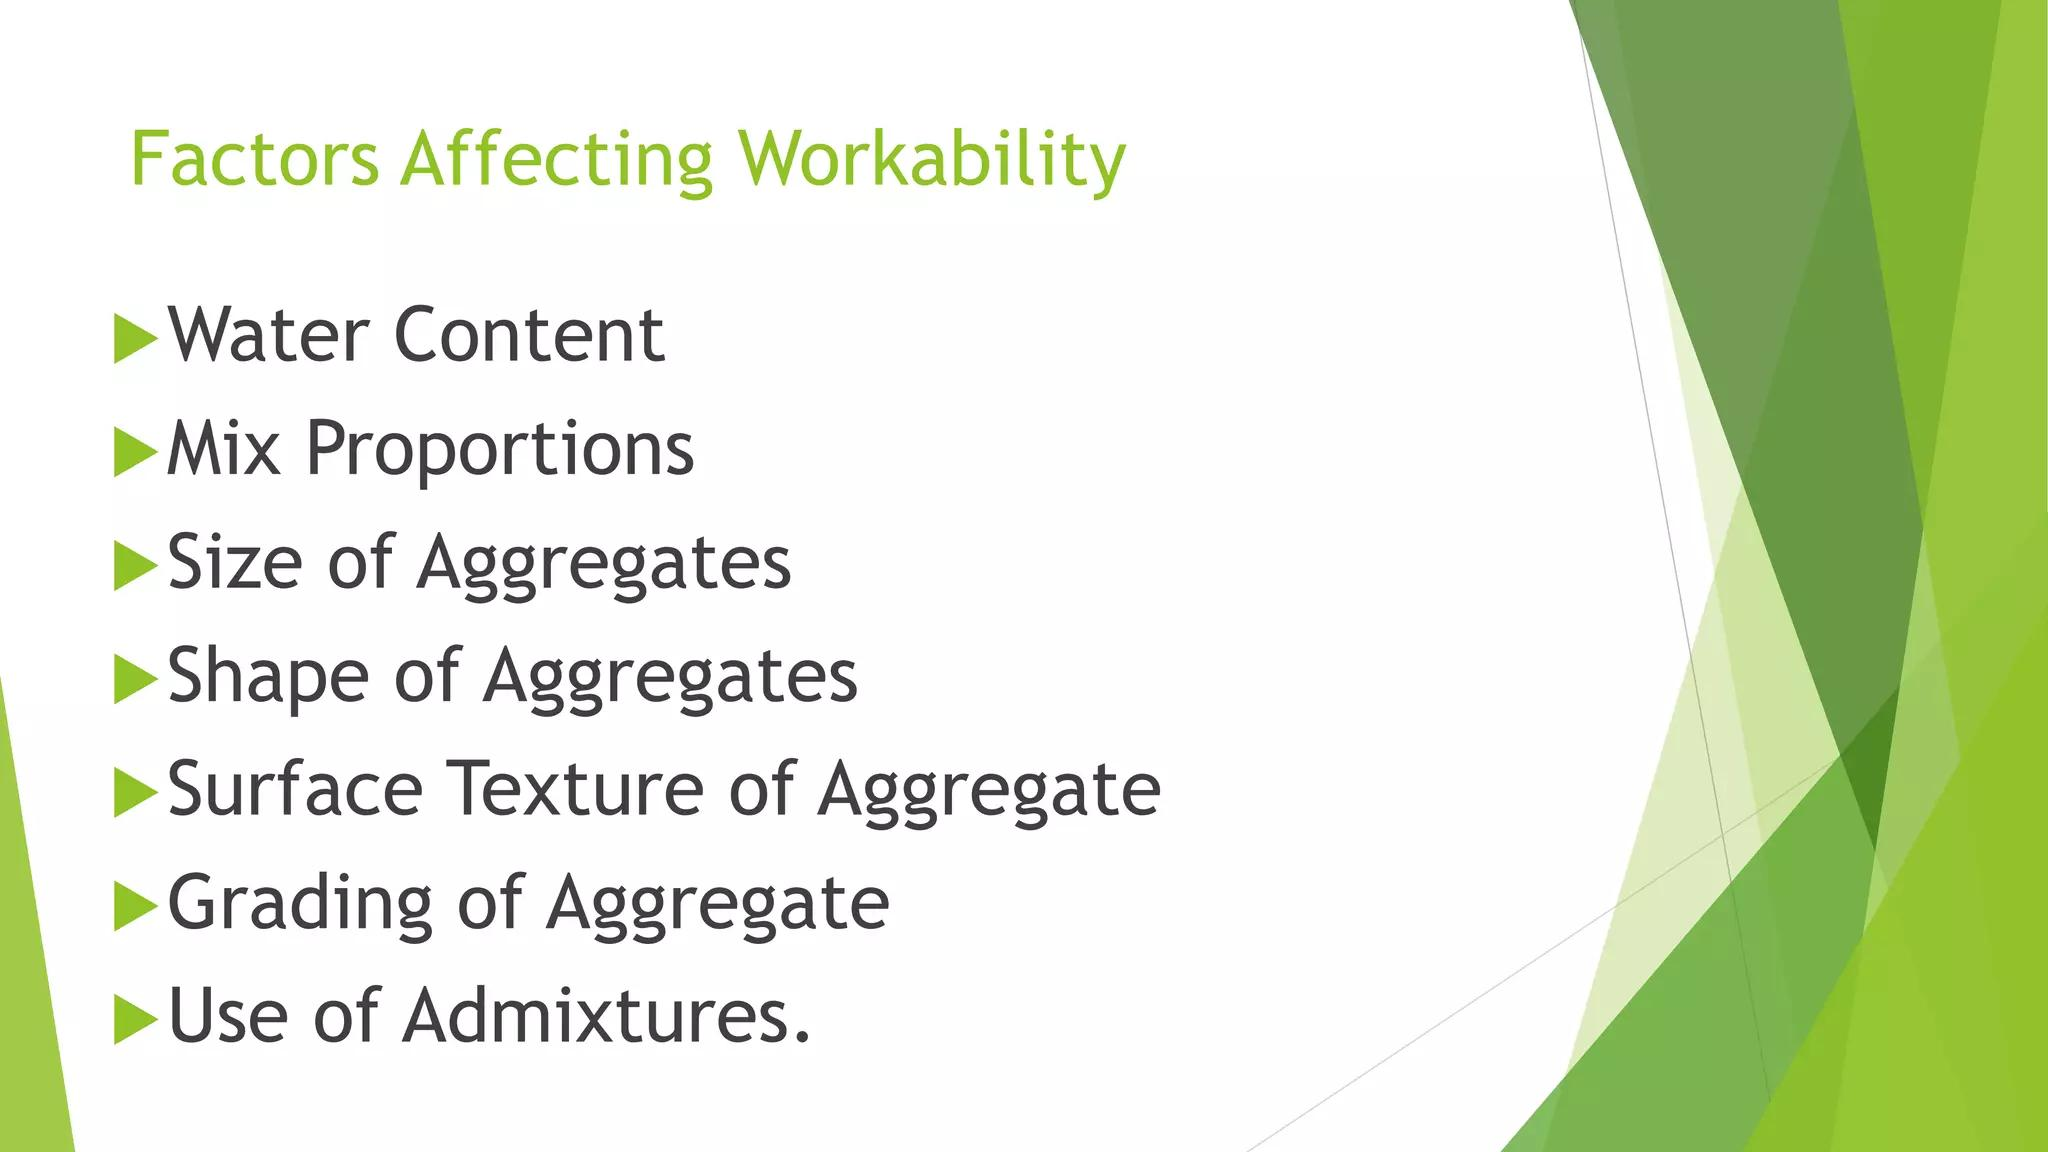 Factors Affecting Workability
Water Content
Mix Proportions
Size of Aggregates
Shape of Aggregates
Surface Texture of Aggregate
Grading of Aggregate
Use of Admixtures.